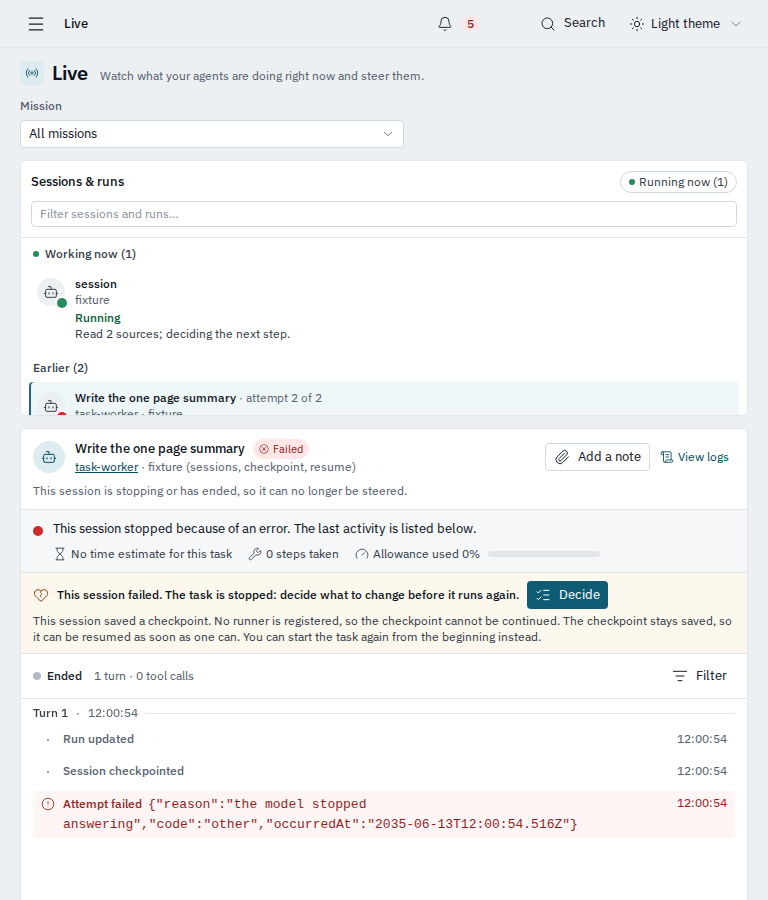 Live
5
Search
Light theme
Live
Watch what your agents are doing right now and steer them.
Mission
All missions
Sessions & runs
Running now (1)
Filter sessions and runs...
Working now (1)
session
fixture
Running
Read 2 sources; deciding the next step.
Earlier (2)
Write the one page summary · attempt 2 of 2
task-worker · fixture
Write the one page summary
Failed
task-worker · fixture (sessions, checkpoint, resume)
Add a note
View logs
This session is stopping or has ended, so it can no longer be steered.
This session stopped because of an error. The last activity is listed below.
No time estimate for this task
0 steps taken
Allowance used 0%
This session failed. The task is stopped: decide what to change before it runs again.
Decide
This session saved a checkpoint. No runner is registered, so the checkpoint cannot be continued. The checkpoint stays saved, so
it can be resumed as soon as one can. You can start the task again from the beginning instead.
Ended
1 turn · 0 tool calls
Filter
Turn 1 · 12:00:54
· Run updated 12:00:54
· Session checkpointed 12:00:54
Attempt failed {"reason":"the model stopped 12:00:54
answering","code":"other","occurredAt":"2035-06-13T12:00:54.516Z"}